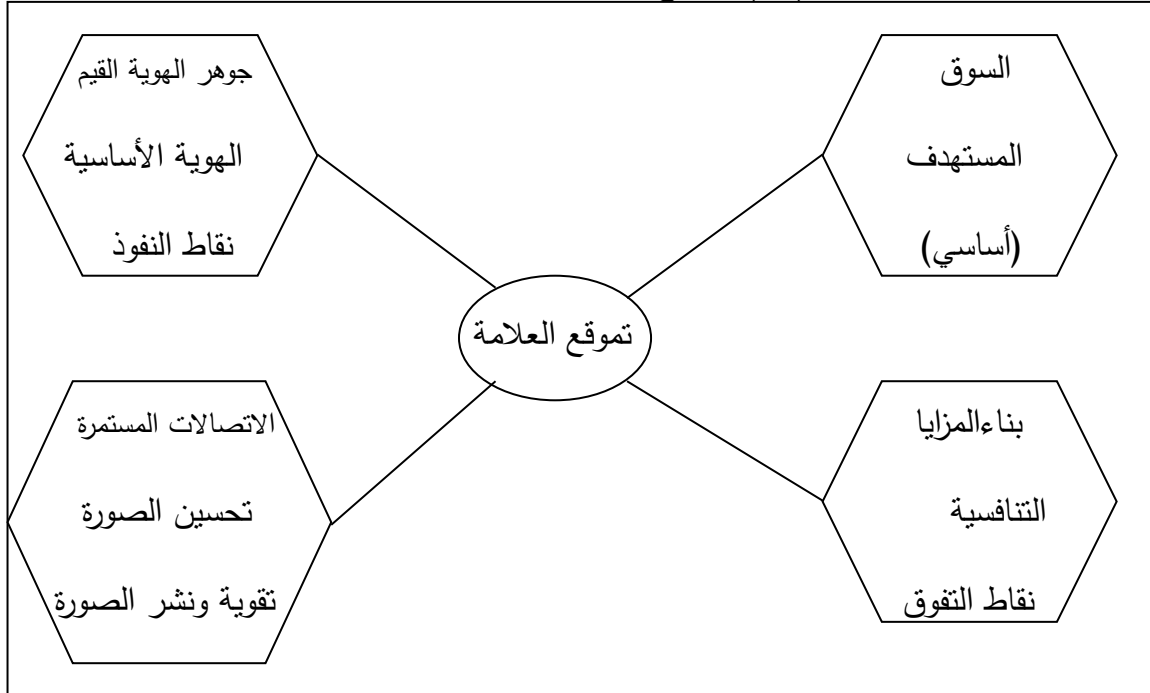 السوق
المستهدف
(أساسي)
جوهر الهوية القيم
الهوية الأساسية
نقاط النفوذ
تموقع العلامة
بناءالمزايا
التنافسية
نقاط التفوق
الاتصالات المستمرة
تحسين الصورة
تقوية ونشر الصورة